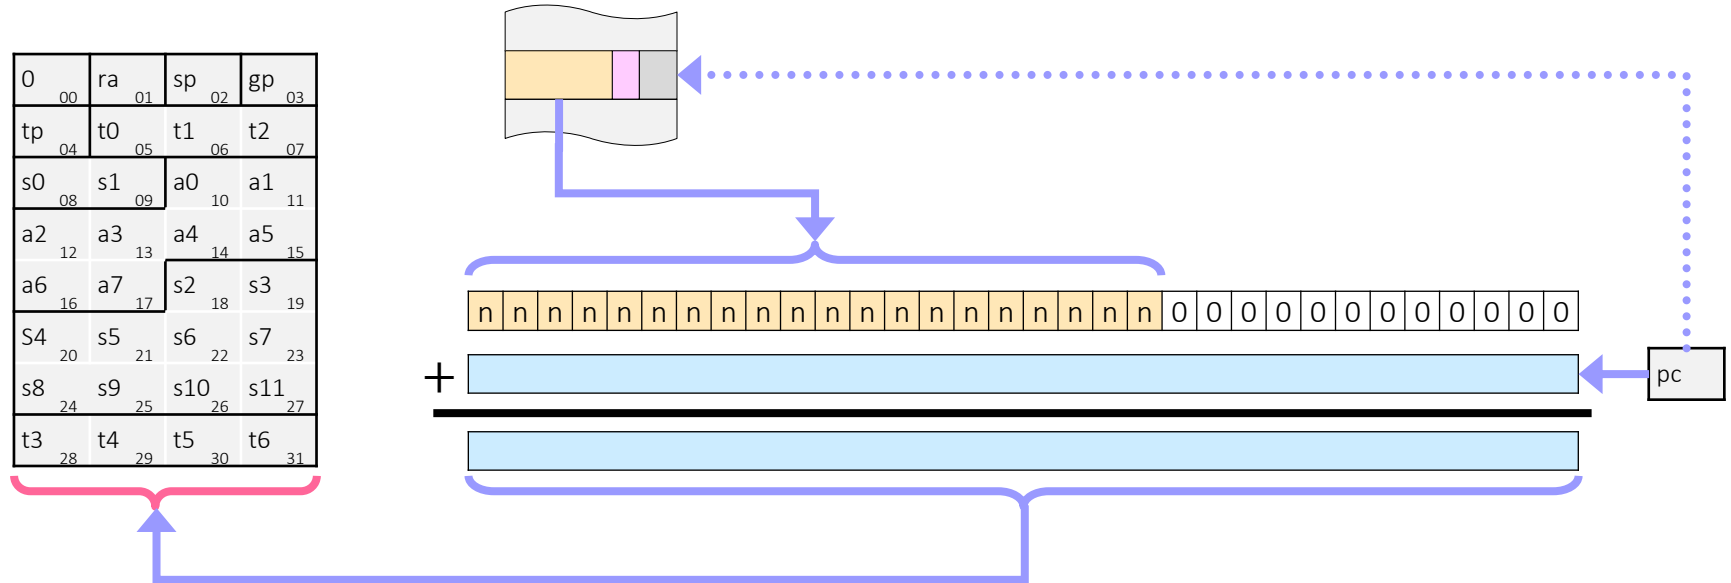 0 00 ra 01 sp 02 gp 03
tp 04 t0 05 t1 06 t2 07
s0 08 s1 09 a0 10 a1 11
a2 12 a3 13 a4 14 a5 15
a6 16 a7 17 s2 18 s3 19
S4 20 s5 21 s6 22 s7 23
s8 24 s9 25 s10 26 s11 27
t3 28 t4 29 t5 30 t6 31
n n n n n n n n n n n n n n n n n n n n 0 0 0 0 0 0 0 0 0 0 0 0
+
pc